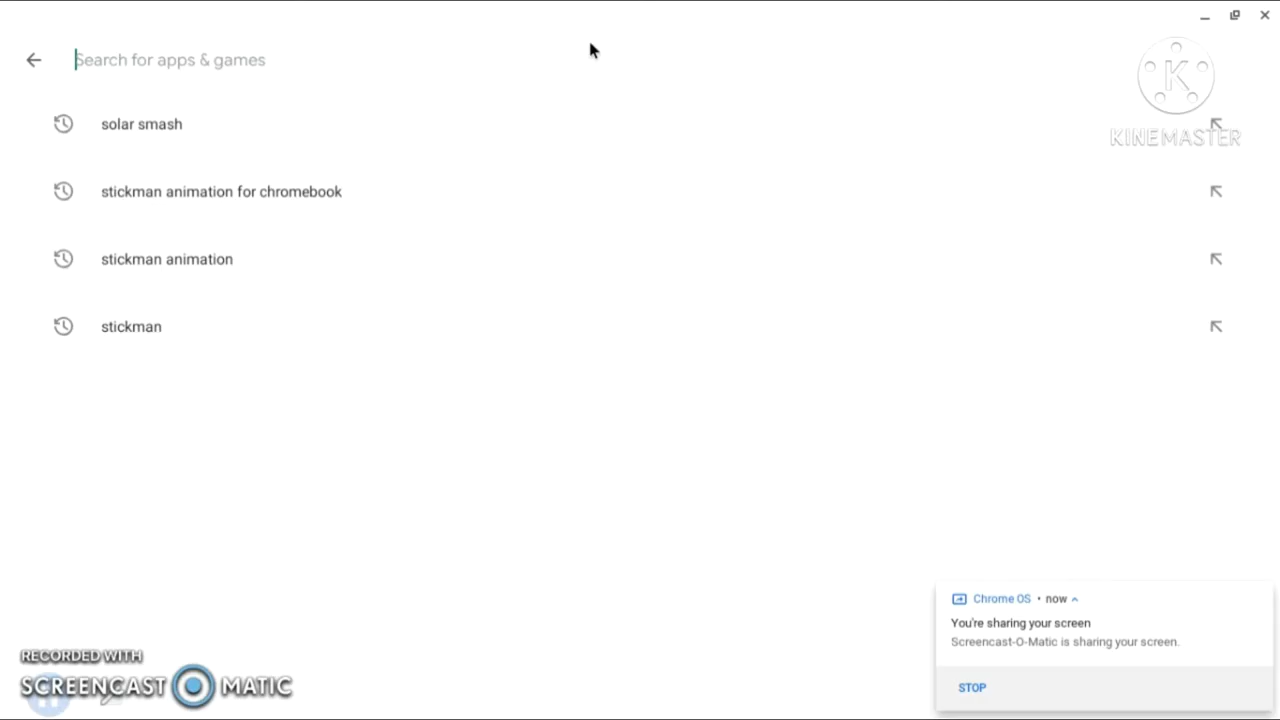 Search for apps & games
K
KINEMASTER
solar smash
stickman animation for chromebook
stickman animation
stickman
Chrome OS • now
You're sharing your screen
Screencast-O-Matic is sharing your screen.
STOP
RECORDED WITH
SCREENCAST MATIC